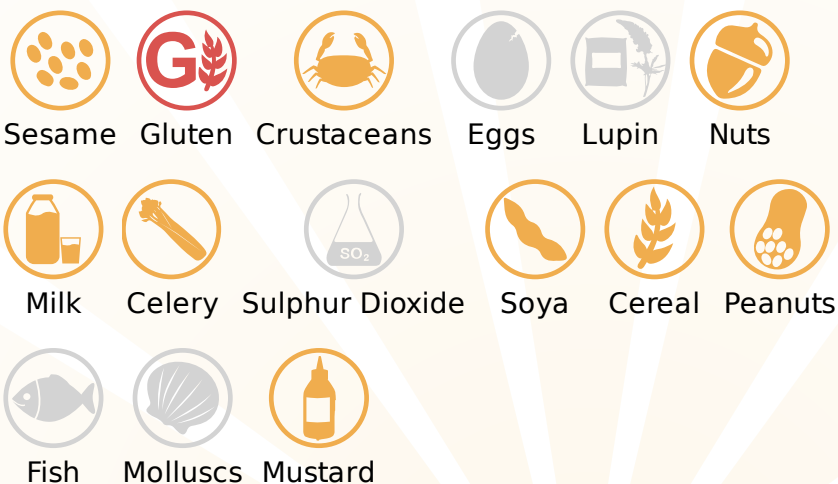 G
Sesame Gluten Crustaceans Eggs Lupin Nuts
SO₂
Milk Celery Sulphur Dioxide Soya Cereal Peanuts
Fish Molluscs Mustard